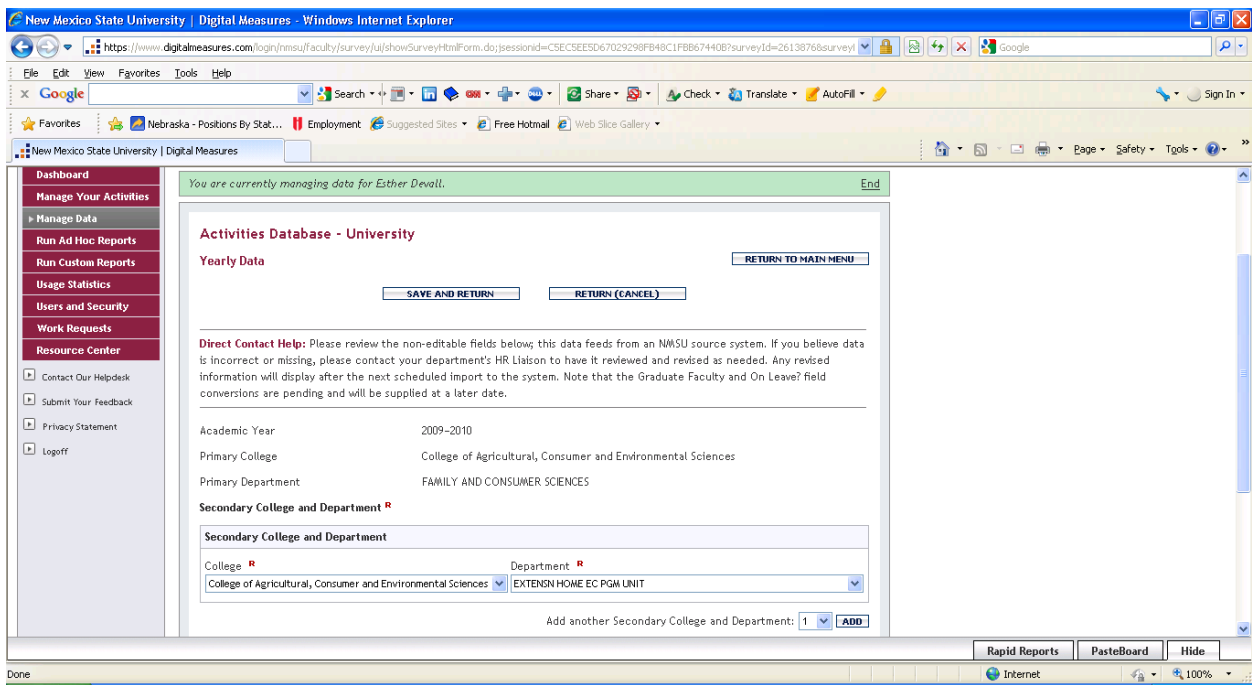 New Mexico State University | Digital Measures - Windows Internet Explorer
https://www.digitalmeasures.com/login/nmsu/faculty/survey/ui/showSurveyHtmlForm.do;jsessionid=C5EC5EE5D67029298FB48C1FBB67440B?surveyId=2613876&surveyI
Google
File Edit View Favorites Tools Help
x Google Search Share Check Translate AutoFill Sign In
Favorites Nebraska - Positions By Stat... Employment Suggested Sites Free Hotmail Web Slice Gallery
New Mexico State University | Digital Measures Page Safety Tools »
Dashboard
Manage Your Activities
Manage Data
Run Ad Hoc Reports
Run Custom Reports
Usage Statistics
Users and Security
Work Requests
Resource Center
Contact Our Helpdesk
Submit Your Feedback
Privacy Statement
Logoff
You are currently managing data for Esther Devall. End
Activities Database - University
Yearly Data RETURN TO MAIN MENU
SAVE AND RETURN RETURN (CANCEL)
Direct Contact Help: Please review the non-editable fields below; this data feeds from an NMSU source system. If you believe data
is incorrect or missing, please contact your department's HR Liaison to have it reviewed and revised as needed. Any revised
information will display after the next scheduled import to the system. Note that the Graduate Faculty and On Leave? field
conversions are pending and will be supplied at a later date.
Academic Year 2009-2010
Primary College College of Agricultural, Consumer and Environmental Sciences
Primary Department FAMILY AND CONSUMER SCIENCES
Secondary College and Department R
Secondary College and Department
College R Department R
College of Agricultural, Consumer and Environmental Sciences EXTENSN HOME EC PGM UNIT
Add another Secondary College and Department: 1 ADD
Rapid Reports PasteBoard Hide
Done Internet 100%